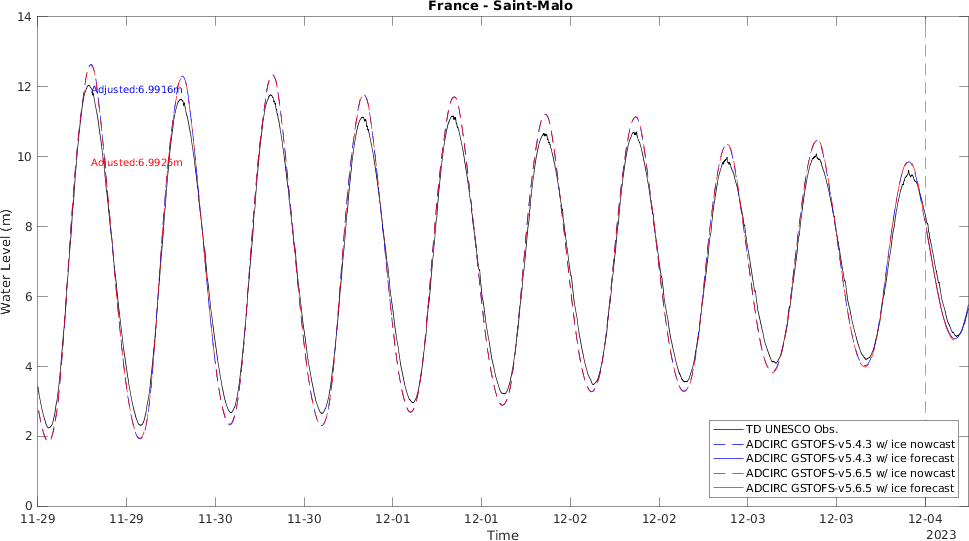 France - Saint-Malo
14
12
10
8
6
4
2
0
Water Level (m)
Adjusted:6.9916m
Adjusted:6.9925m
TD UNESCO Obs.
ADCIRC GSTOFS-v5.4.3 w/ ice nowcast
ADCIRC GSTOFS-v5.4.3 w/ ice forecast
ADCIRC GSTOFS-v5.6.5 w/ ice nowcast
ADCIRC GSTOFS-v5.6.5 w/ ice forecast
11-29 11-29 11-30 11-30 12-01 12-01 12-02 12-02 12-03 12-03 12-04
Time
2023